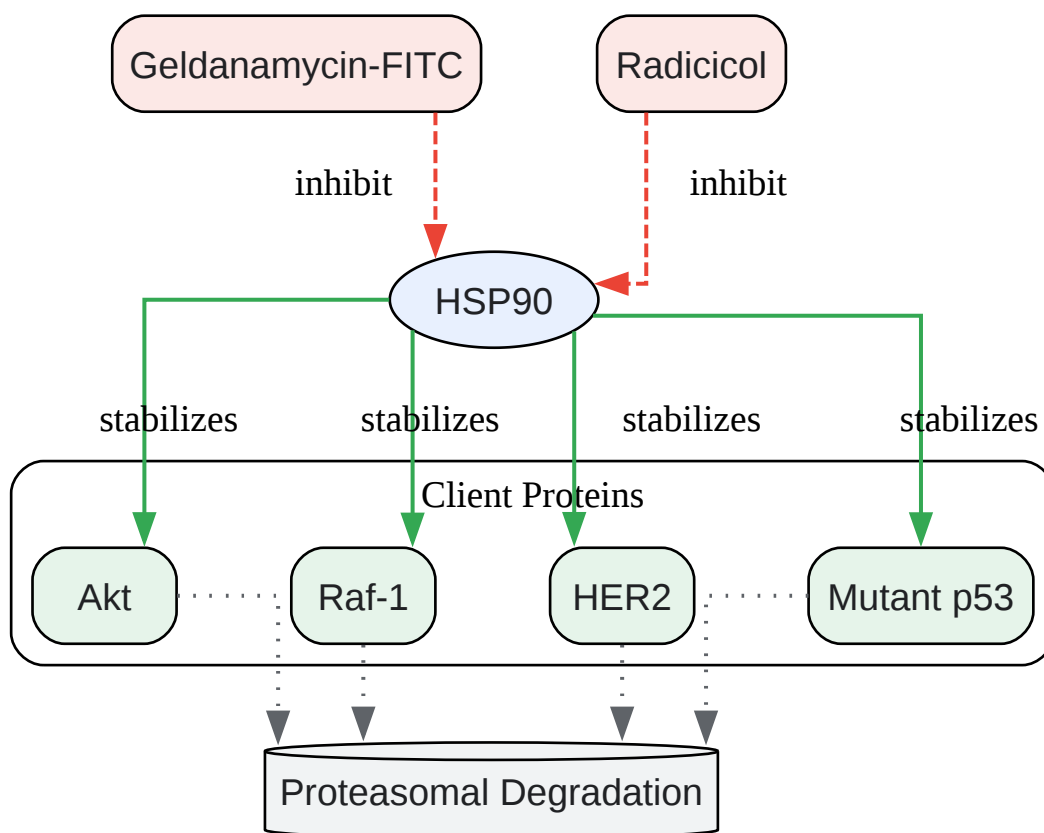 Geldanamycin-FITC
Radicicol
inhibit
inhibit
HSP90
stabilizes
stabilizes
stabilizes
stabilizes
Client Proteins
Akt
Raf-1
HER2
Mutant p53
Proteasomal Degradation